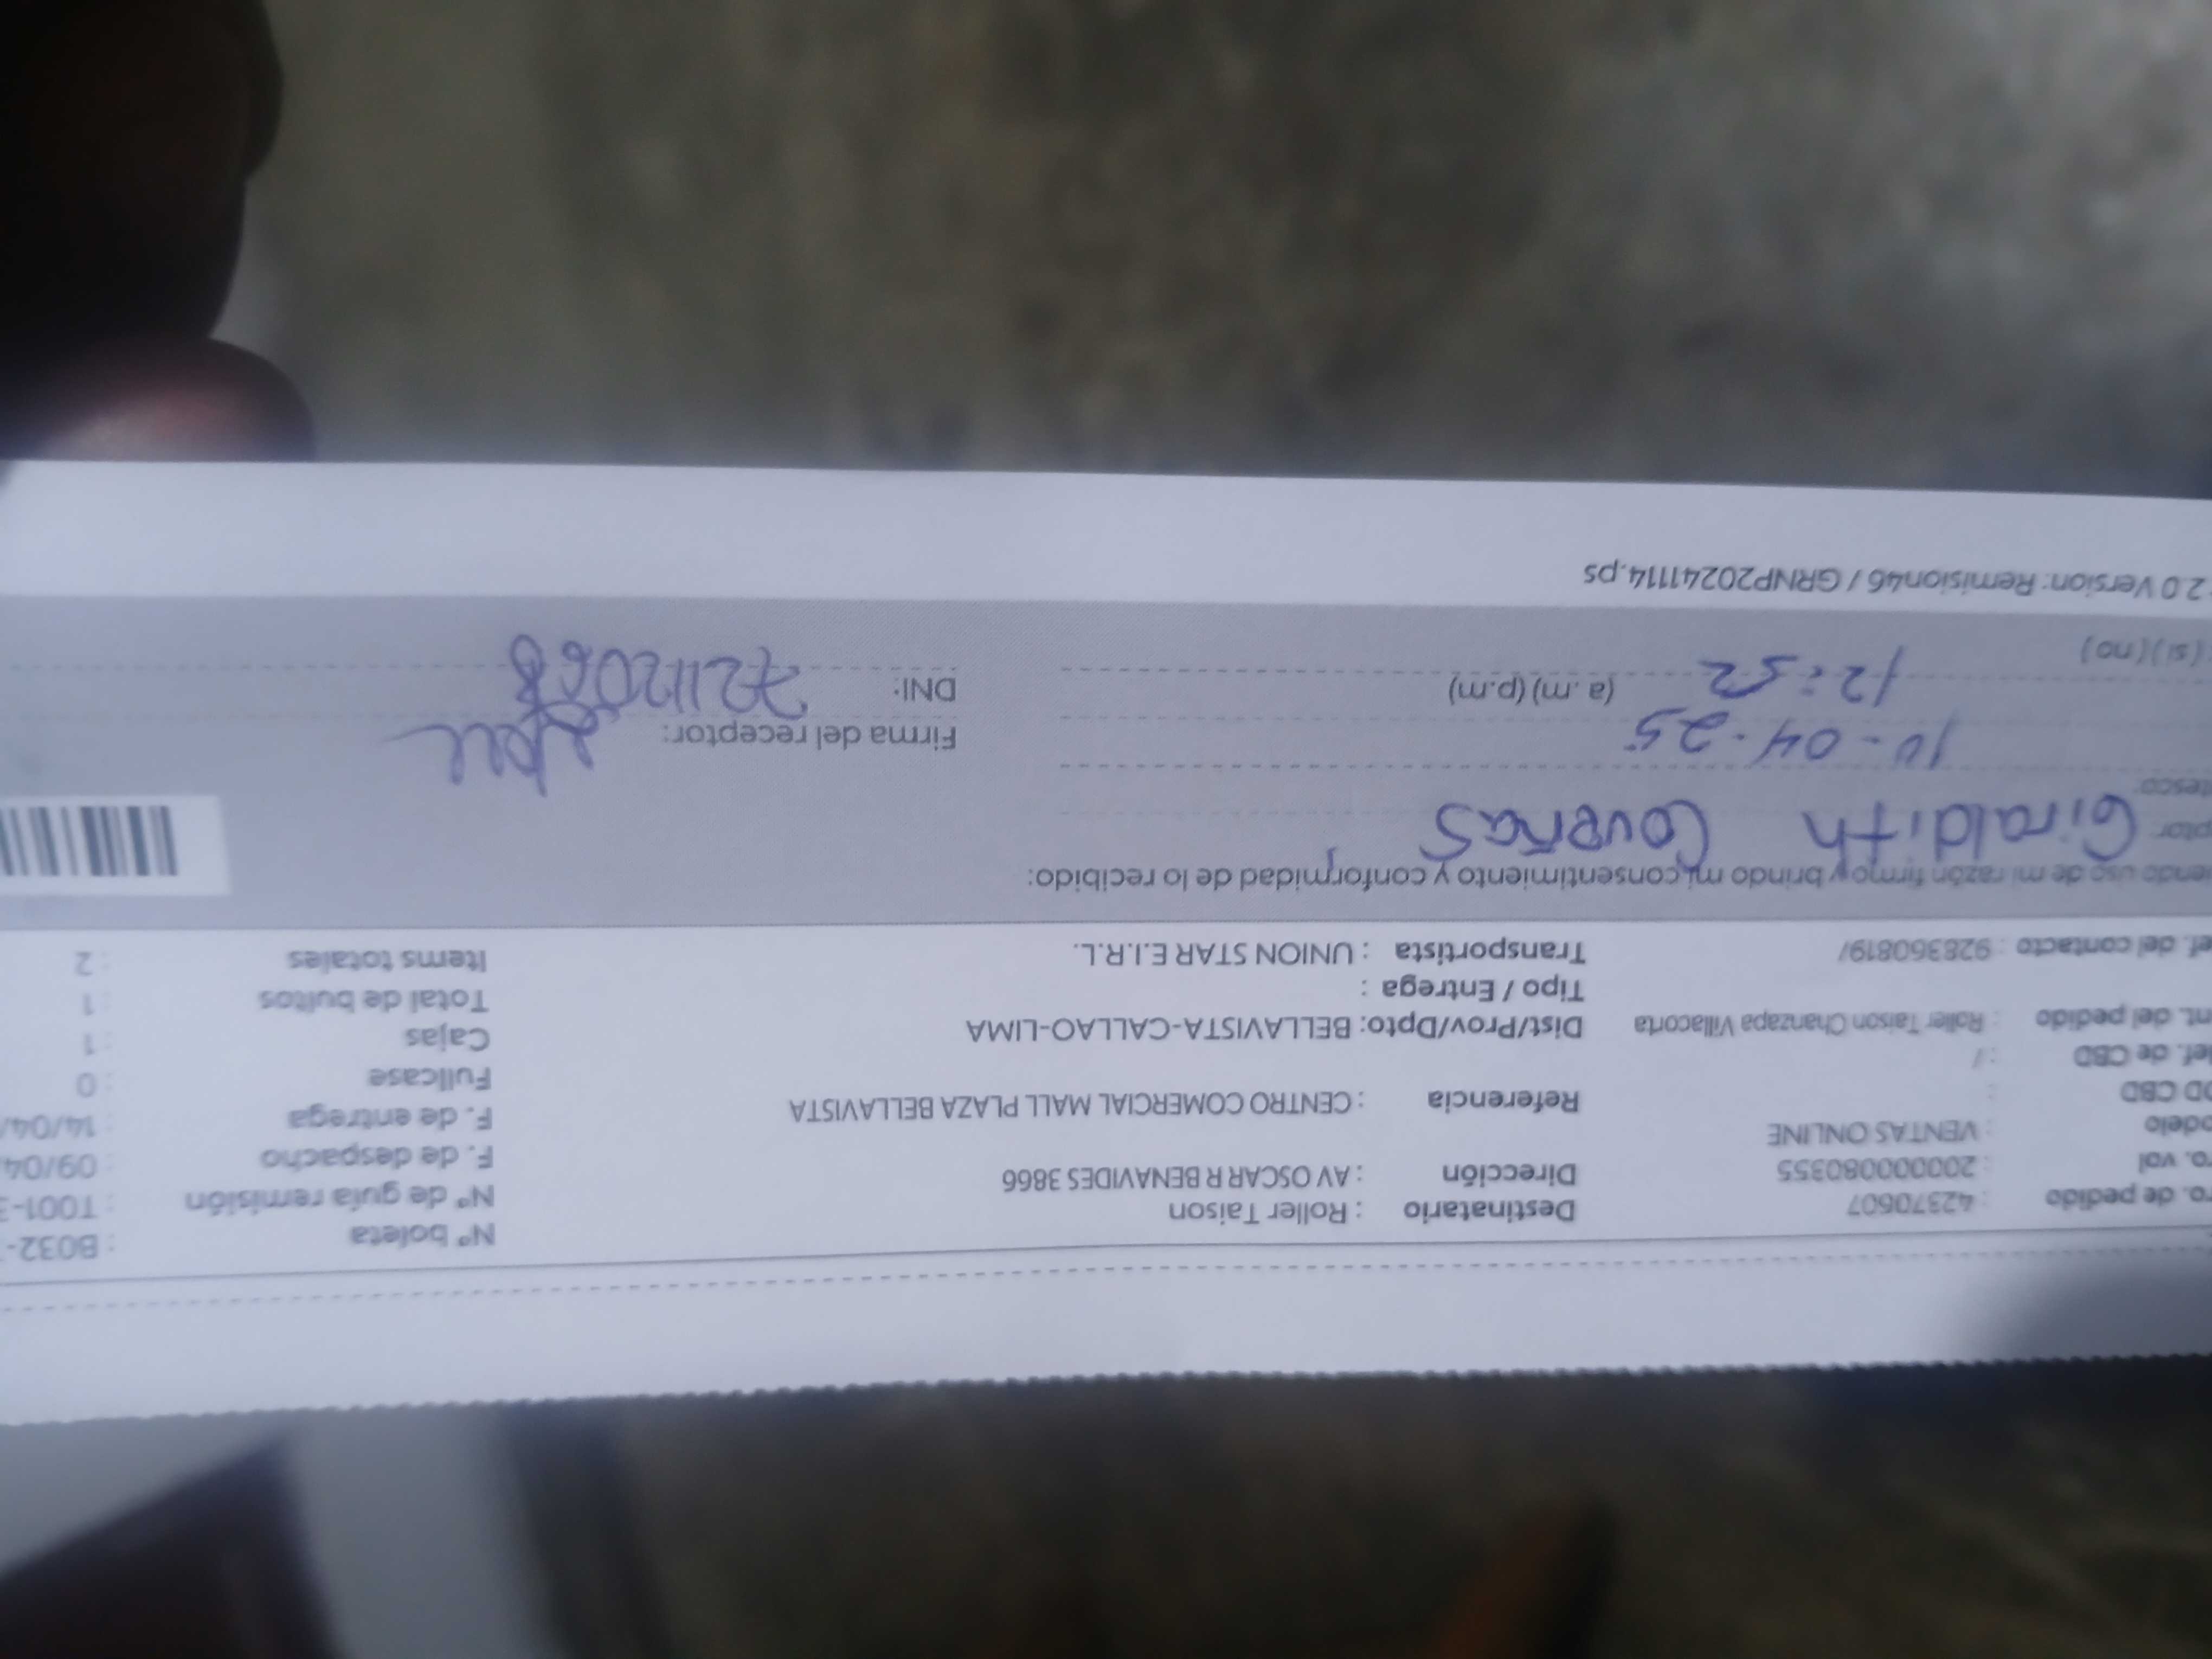 ro. de pedido : 42370607 Destinatario : Roller Taison Nº boleta : B032-
ro. vol : 20000080355 Dirección : AV OSCAR R BENAVIDES 3866 Nº de guía remisión : T001-3
odelo : VENTAS ONLINE F. de despacho : 09/04
OD CBD : Referencia : CENTRO COMERCIAL MALL PLAZA BELLAVISTA F. de entrega : 14/04/
lef. de CBD : / Fullcase : 0
nt. del pedido : Roller Taison Chanzapa Villacorta Dist/Prov/Dpto: BELLAVISTA-CALLAO-LIMA Cajas : 1
Tipo / Entrega : Total de bultos : 1
ef. del contacto : 928360819/ Transportista : UNION STAR E.I.R.L. Items totales : 2
iendo uso de mi razón firmo y brindo mi consentimiento y conformidad de lo recibido:
ptor Giraldith Coveñas
tesco:
10-04-25 Firma del receptor:
12:52 (a .m) (p.m) DNI: 72112068
(si) (no)
2.0 Version: Remision46 / GRNP20241114.ps